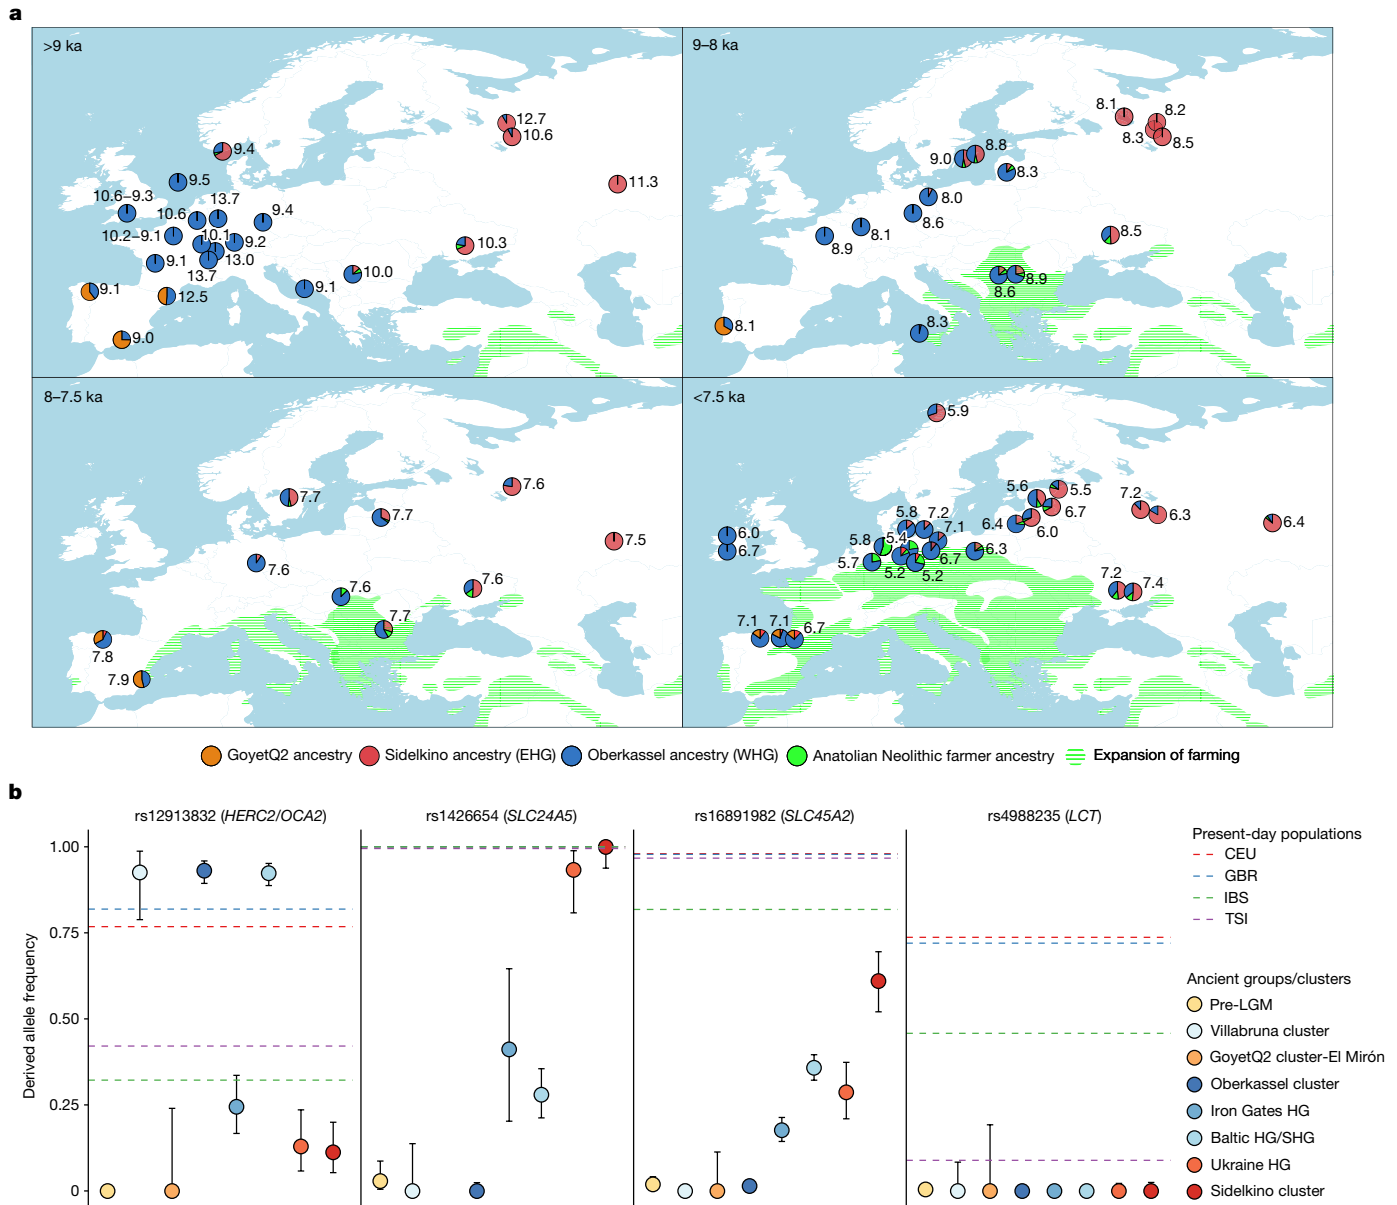 a
>9 ka
12.7
10.6
9.4
11.3
9.5
10.6–9.3
13.7
10.6
9.4
10.2–9.1
10.1
9.2
10.3
9.1
13.0
13.7
10.0
9.1
9.1
12.5
9.0
9–8 ka
8.1
8.2
8.3
8.5
8.8
9.0
8.3
8.0
8.6
8.1
8.9
8.5
8.9
8.6
8.3
8.1
8–7.5 ka
7.6
7.7
7.7
7.5
7.6
7.6
7.6
7.7
7.8
7.9
<7.5 ka
5.9
5.6
5.5
7.2
6.7
6.3
6.4
5.8
7.2
6.4
6.0
7.1
6.0
5.8
5.4
6.7
6.3
6.7
5.7
5.2
5.2
7.2
7.4
7.1
7.1
6.7
GoyetQ2 ancestry
Sidelkino ancestry (EHG)
Oberkassel ancestry (WHG)
Anatolian Neolithic farmer ancestry
Expansion of farming
b
rs12913832 (HERC2/OCA2)
rs1426654 (SLC24A5)
rs16891982 (SLC45A2)
rs4988235 (LCT)
Derived allele frequency
1.00
0.75
0.50
0.25
0
Present-day populations
CEU
GBR
IBS
TSI
Ancient groups/clusters
Pre-LGM
Villabruna cluster
GoyetQ2 cluster-El Mirón
Oberkassel cluster
Iron Gates HG
Baltic HG/SHG
Ukraine HG
Sidelkino cluster